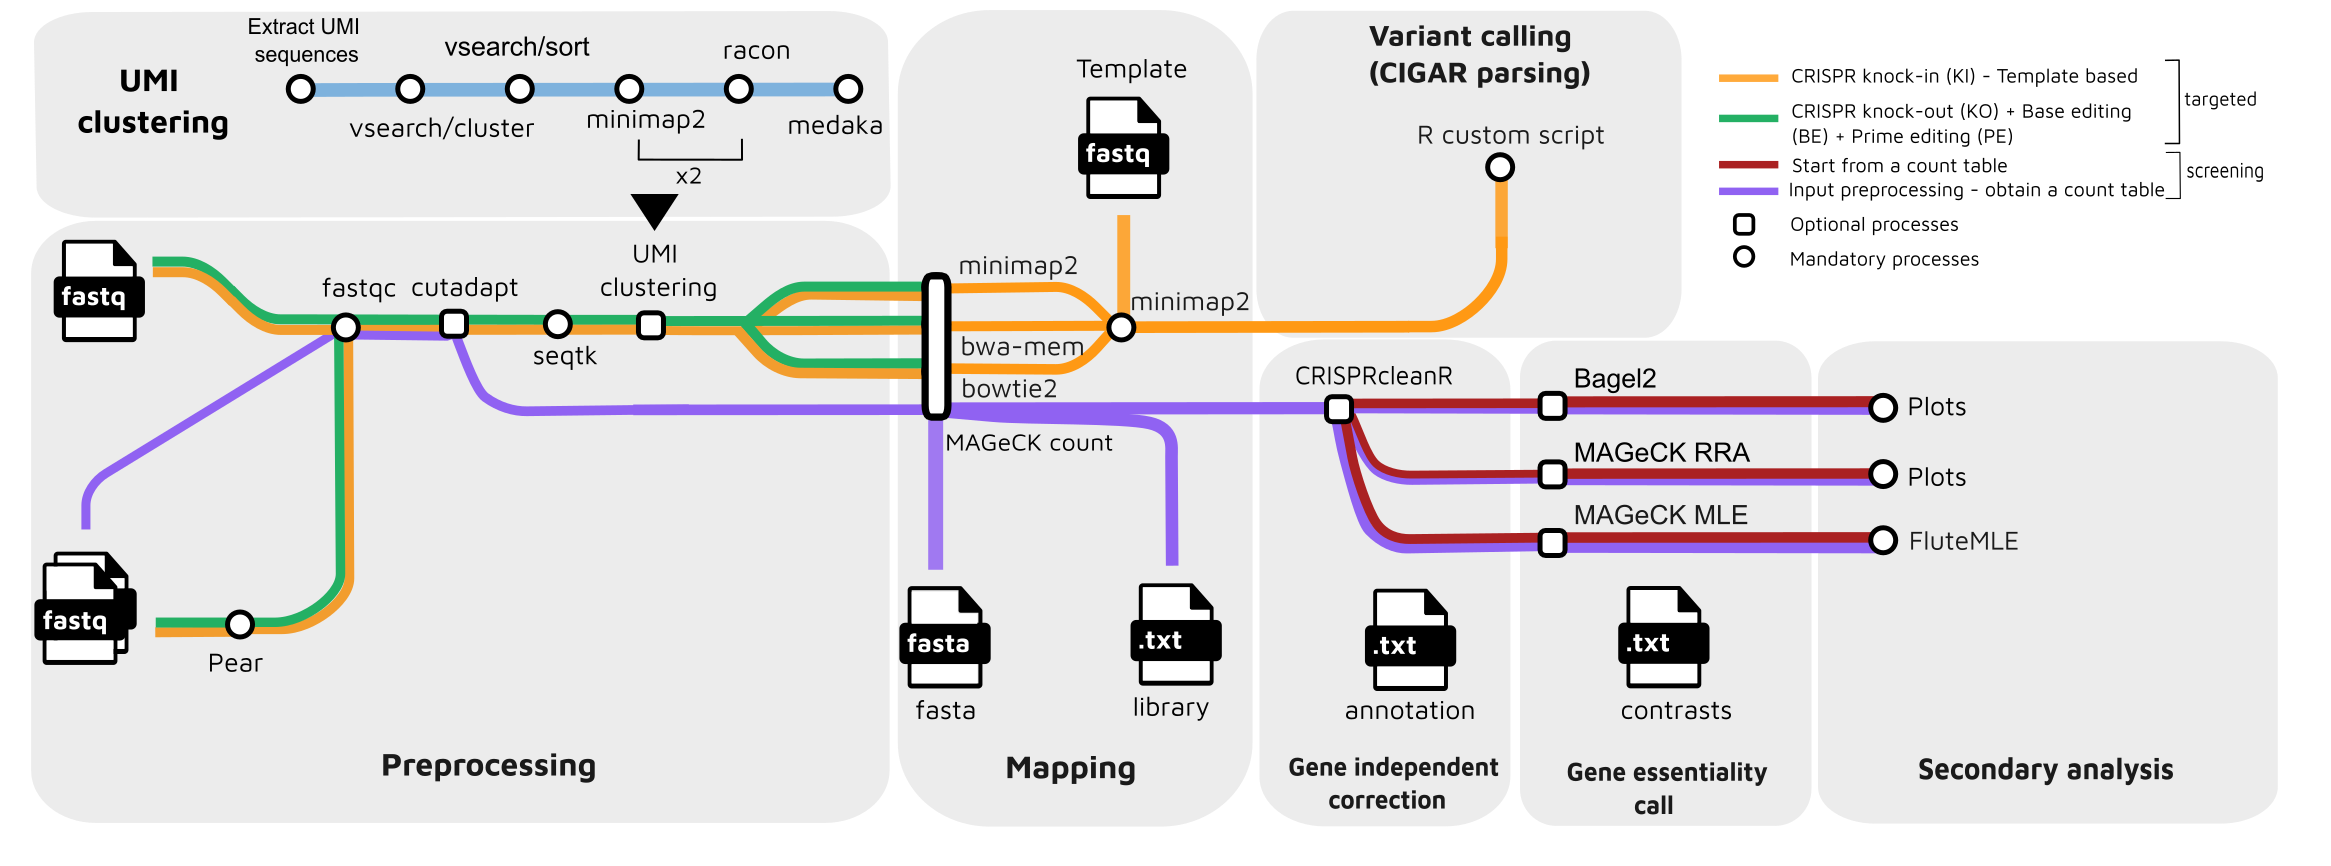 UMI
clustering
Extract UMI
sequences
vsearch/cluster
vsearch/sort
minimap2
racon
medaka
x2
fastq
fastqc
cutadapt
seqtk
UMI
clustering
fastq
Pear
Preprocessing
Template
fastq
minimap2
bwa-mem
bowtie2
MAGeCK count
minimap2
fasta
fasta
.txt
library
Mapping
Variant calling
(CIGAR parsing)
R custom script
CRISPRcleanR
.txt
annotation
Gene independent
correction
Bagel2
MAGeCK RRA
MAGeCK MLE
.txt
contrasts
Gene essentiality
call
Plots
Plots
FluteMLE
Secondary analysis
CRISPR knock-in (KI) - Template based
CRISPR knock-out (KO) + Base editing
(BE) + Prime editing (PE)
targeted
Start from a count table
Input preprocessing - obtain a count table
screening
Optional processes
Mandatory processes